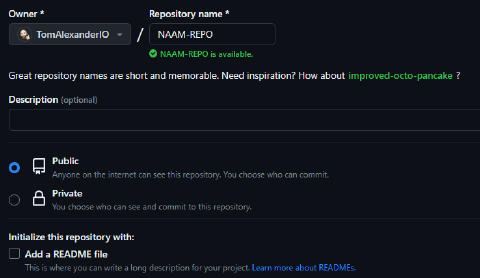 Owner * Repository name *
TomAlexanderIO / NAAM-REPO
NAAM-REPO is available.
Great repository names are short and memorable. Need inspiration? How about improved-octo-pancake ?
Description (optional)
Public
Anyone on the internet can see this repository. You choose who can commit.
Private
You choose who can see and commit to this repository.
Initialize this repository with:
Add a README file
This is where you can write a long description for your project. Learn more about READMEs.